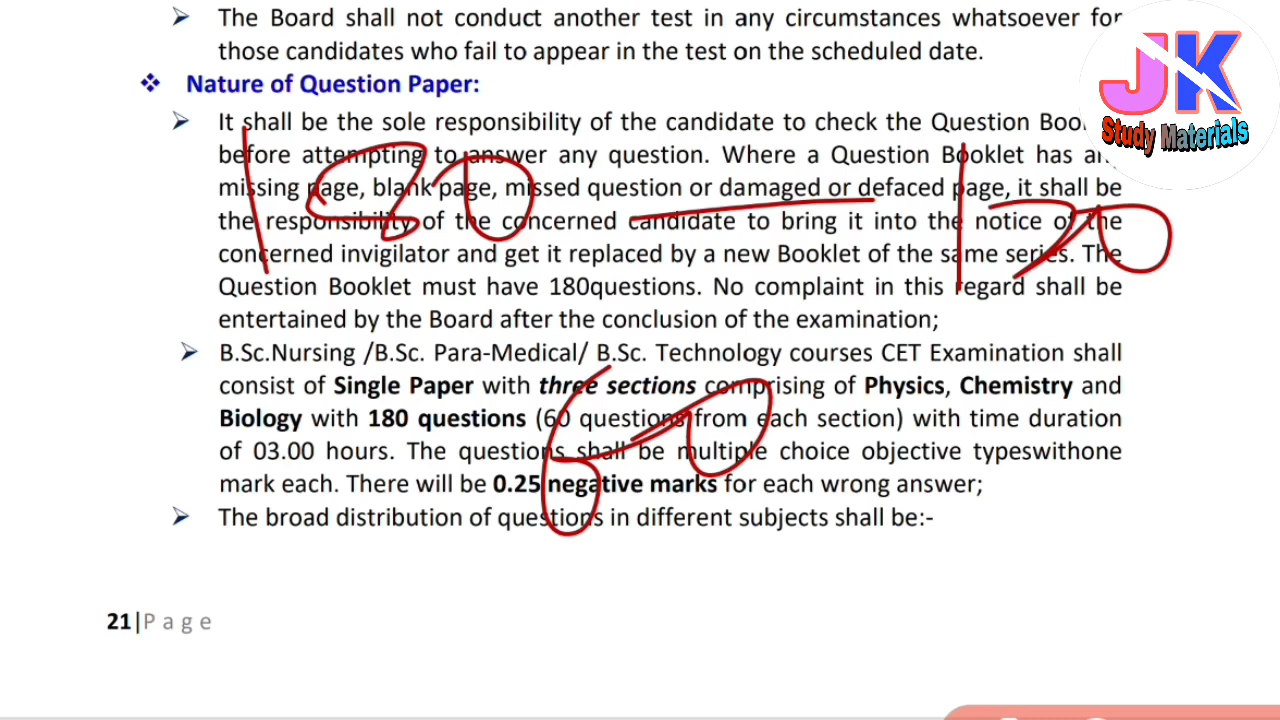 ➤ The Board shall not conduct another test in any circumstances whatsoever for
those candidates who fail to appear in the test on the scheduled date.
❖ Nature of Question Paper:
➤ It shall be the sole responsibility of the candidate to check the Question
before attempting to answer any question. Where a Question Booklet has
missing page, blank page, missed question or damaged or defaced page, it shall be
the responsibility of the concerned candidate to bring it into the notice of the
concerned invigilator and get it replaced by a new Booklet of the same series. The
Question Booklet must have 180questions. No complaint in this regard shall be
entertained by the Board after the conclusion of the examination;
➤ B.Sc.Nursing /B.Sc. Para-Medical/ B.Sc. Technology courses CET Examination shall
consist of Single Paper with three sections comprising of Physics, Chemistry and
Biology with 180 questions (60 questions from each section) with time duration
of 03.00 hours. The questions shall be multiple choice objective typeswithone
mark each. There will be 0.25 negative marks for each wrong answer;
➤ The broad distribution of questions in different subjects shall be:-
21|Page
JK
Study Materials
180
120
60